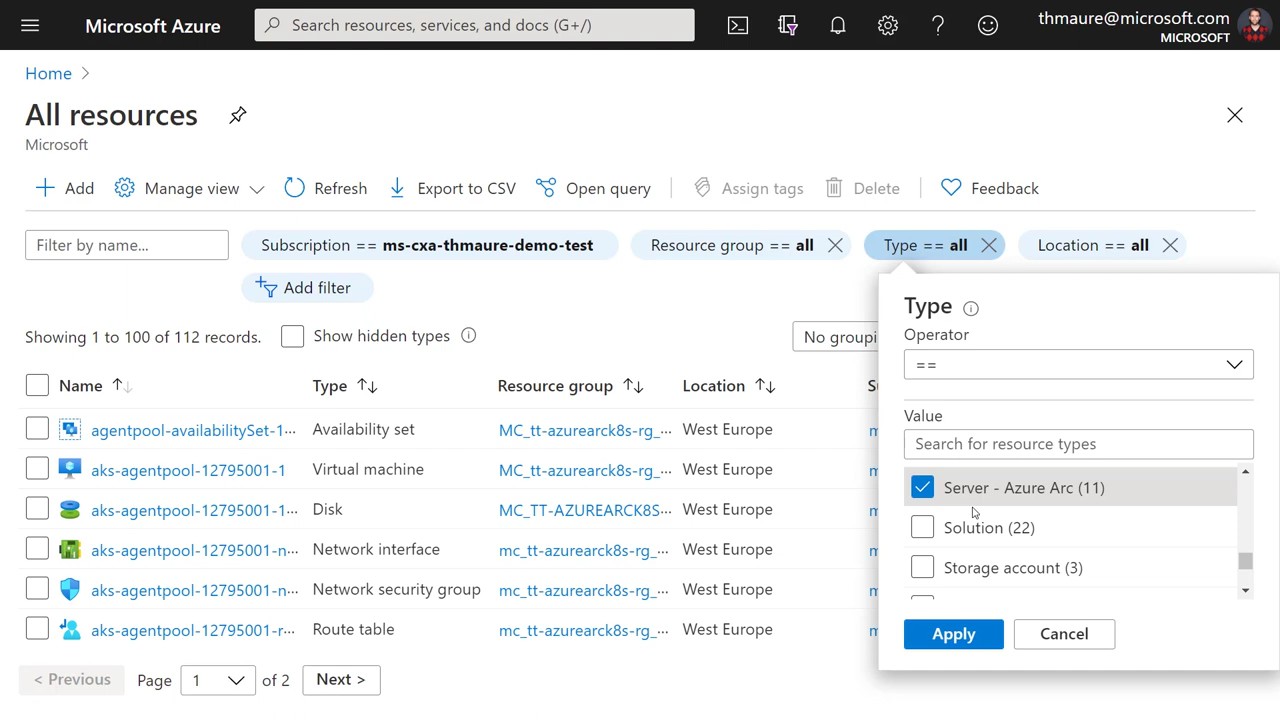 Microsoft Azure
Search resources, services, and docs (G+/)
thmaure@microsoft.com
MICROSOFT
Home
All resources
Microsoft
Add
Manage view
Refresh
Export to CSV
Open query
Assign tags
Delete
Feedback
Filter by name...
Subscription == ms-cxa-thmaure-demo-test
Resource group == all
Type == all
Location == all
Add filter
Showing 1 to 100 of 112 records.
Show hidden types
No groupi
Name
Type
Resource group
Location
S
agentpool-availabilitySet-1...
Availability set
MC_tt-azurearck8s-rg_...
West Europe
m
aks-agentpool-12795001-1
Virtual machine
MC_tt-azurearck8s-rg_...
West Europe
m
aks-agentpool-12795001-1...
Disk
MC_TT-AZUREARCK8S...
West Europe
m
aks-agentpool-12795001-n...
Network interface
mc_tt-azurearck8s-rg_...
West Europe
m
aks-agentpool-12795001-n...
Network security group
mc_tt-azurearck8s-rg_...
West Europe
m
aks-agentpool-12795001-r...
Route table
mc_tt-azurearck8s-rg_...
West Europe
m
< Previous
Page
1
of 2
Next >
Type
Operator
==
Value
Search for resource types
Server - Azure Arc (11)
Solution (22)
Storage account (3)
Apply
Cancel